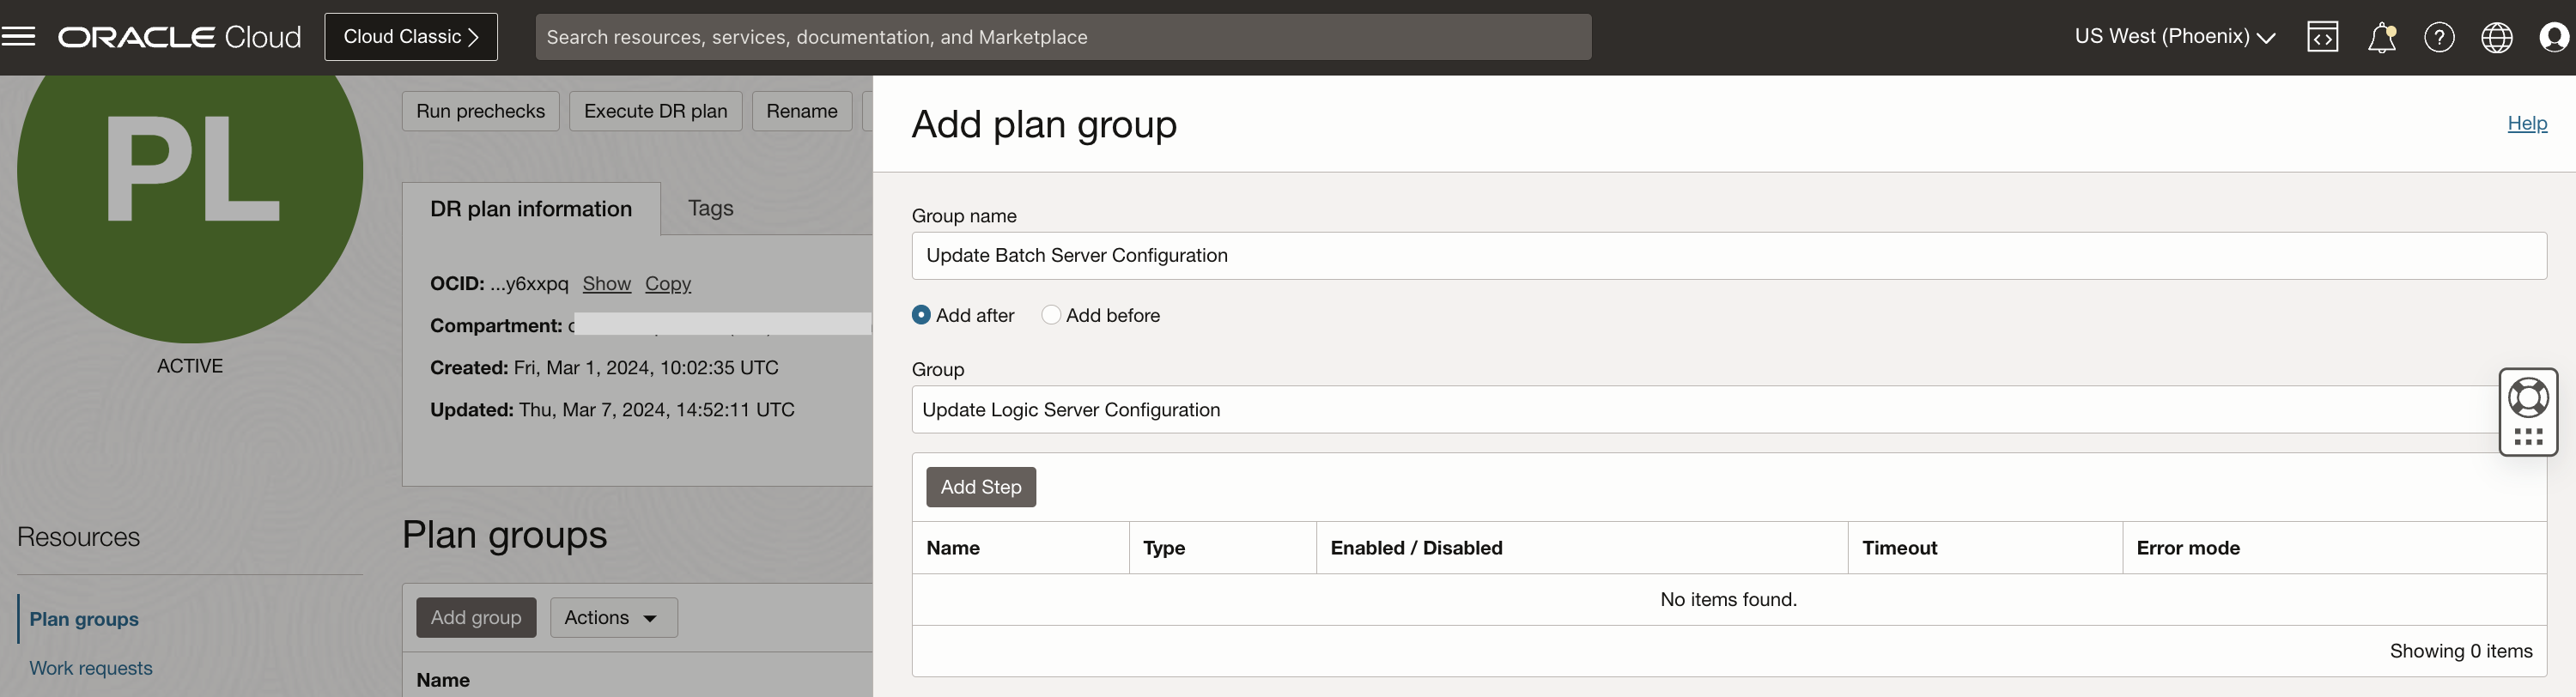 ORACLE Cloud
Cloud Classic
Search resources, services, documentation, and Marketplace
US West (Phoenix)
PL
ACTIVE
Resources
Plan groups
Work requests
Run prechecks
Execute DR plan
Rename
DR plan information
Tags
OCID: ...y6xxpq Show Copy
Compartment:
Created: Fri, Mar 1, 2024, 10:02:35 UTC
Updated: Thu, Mar 7, 2024, 14:52:11 UTC
Plan groups
Add group
Actions
Name
Add plan group
Help
Group name
Update Batch Server Configuration
Add after
Add before
Group
Update Logic Server Configuration
Add Step
Name Type Enabled / Disabled Timeout Error mode
No items found.
Showing 0 items